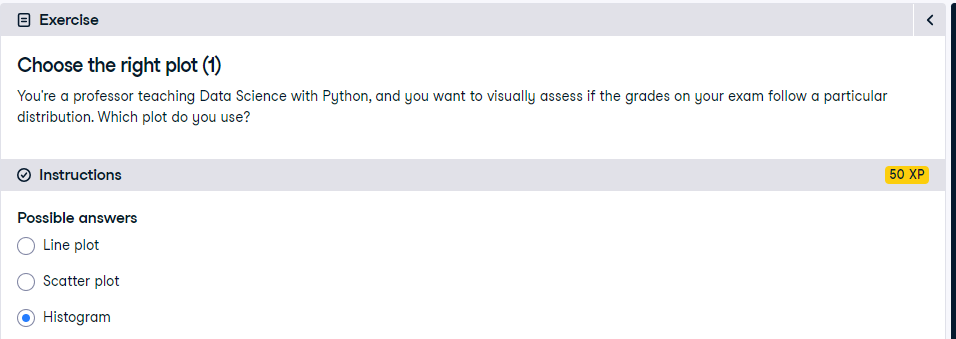 Exercise
Choose the right plot (1)
You're a professor teaching Data Science with Python, and you want to visually assess if the grades on your exam follow a particular
distribution. Which plot do you use?
Instructions
50 XP
Possible answers
Line plot
Scatter plot
Histogram